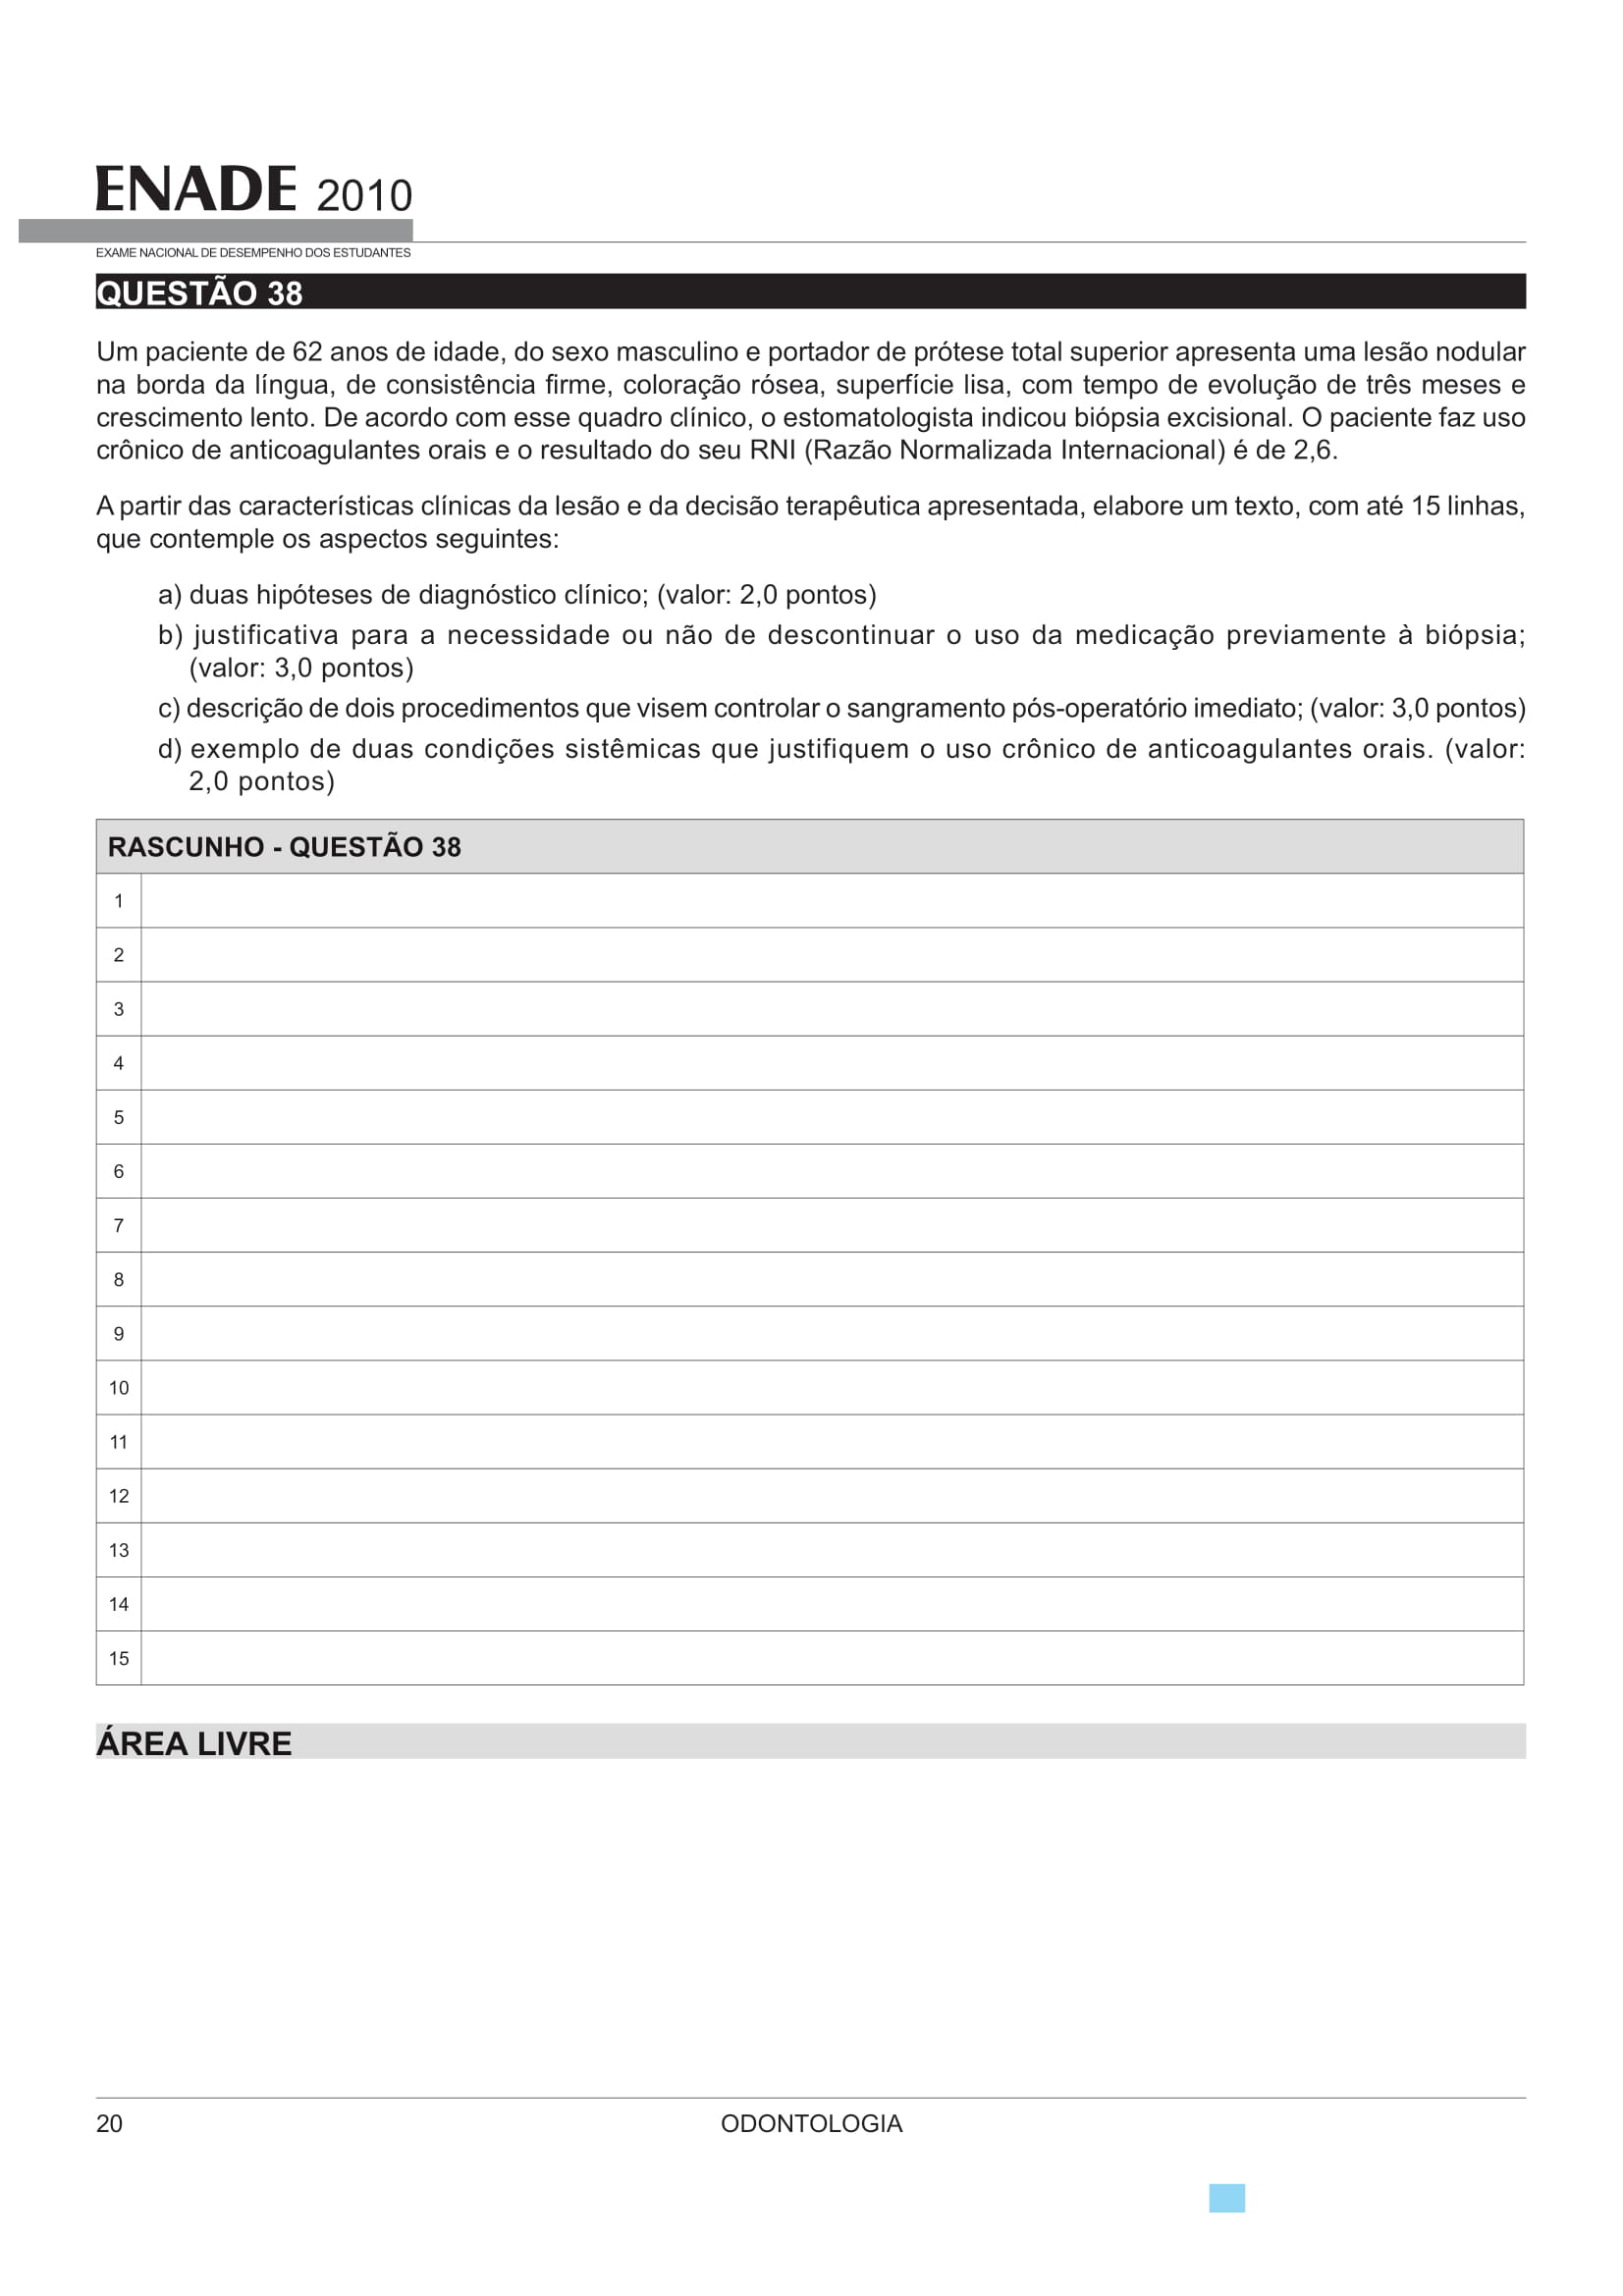 ENADE 2010
EXAME NACIONAL DE DESEMPENHO DOS ESTUDANTES
QUESTÃO 38
Um paciente de 62 anos de idade, do sexo masculino e portador de prótese total superior apresenta uma lesão nodular
na borda da língua, de consistência firme, coloração rósea, superfície lisa, com tempo de evolução de três meses e
crescimento lento. De acordo com esse quadro clínico, o estomatologista indicou biópsia excisional. O paciente faz uso
crônico de anticoagulantes orais e o resultado do seu RNI (Razão Normalizada Internacional) é de 2,6.
A partir das características clínicas da lesão e da decisão terapêutica apresentada, elabore um texto, com até 15 linhas,
que contemple os aspectos seguintes:
a) duas hipóteses de diagnóstico clínico; (valor: 2,0 pontos)
b) justificativa para a necessidade ou não de descontinuar o uso da medicação previamente à biópsia;
(valor: 3,0 pontos)
c) descrição de dois procedimentos que visem controlar o sangramento pós-operatório imediato; (valor: 3,0 pontos)
d) exemplo de duas condições sistêmicas que justifiquem o uso crônico de anticoagulantes orais. (valor:
2,0 pontos)
RASCUNHO - QUESTÃO 38
1
2
3
4
5
6
7
8
9
10
11
12
13
14
15
ÁREA LIVRE
20
ODONTOLOGIA